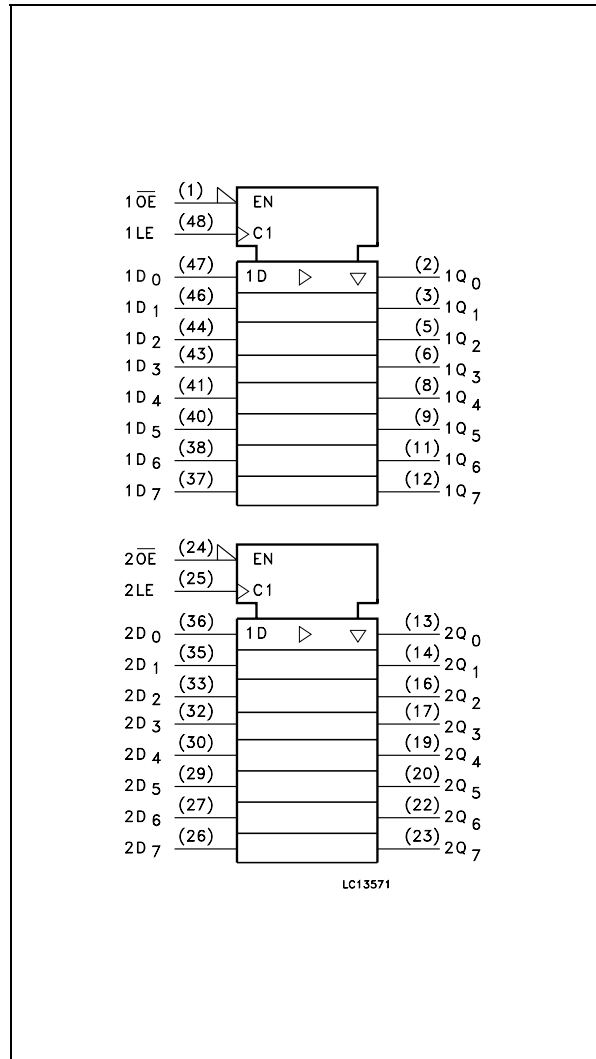 1OE (1) EN
1LE (48) C1
1D0 (47) 1D (2) 1Q0
1D1 (46) (3) 1Q1
1D2 (44) (5) 1Q2
1D3 (43) (6) 1Q3
1D4 (41) (8) 1Q4
1D5 (40) (9) 1Q5
1D6 (38) (11) 1Q6
1D7 (37) (12) 1Q7
2OE (24) EN
2LE (25) C1
2D0 (36) 1D (13) 2Q0
2D1 (35) (14) 2Q1
2D2 (33) (16) 2Q2
2D3 (32) (17) 2Q3
2D4 (30) (19) 2Q4
2D5 (29) (20) 2Q5
2D6 (27) (22) 2Q6
2D7 (26) (23) 2Q7
LC13571